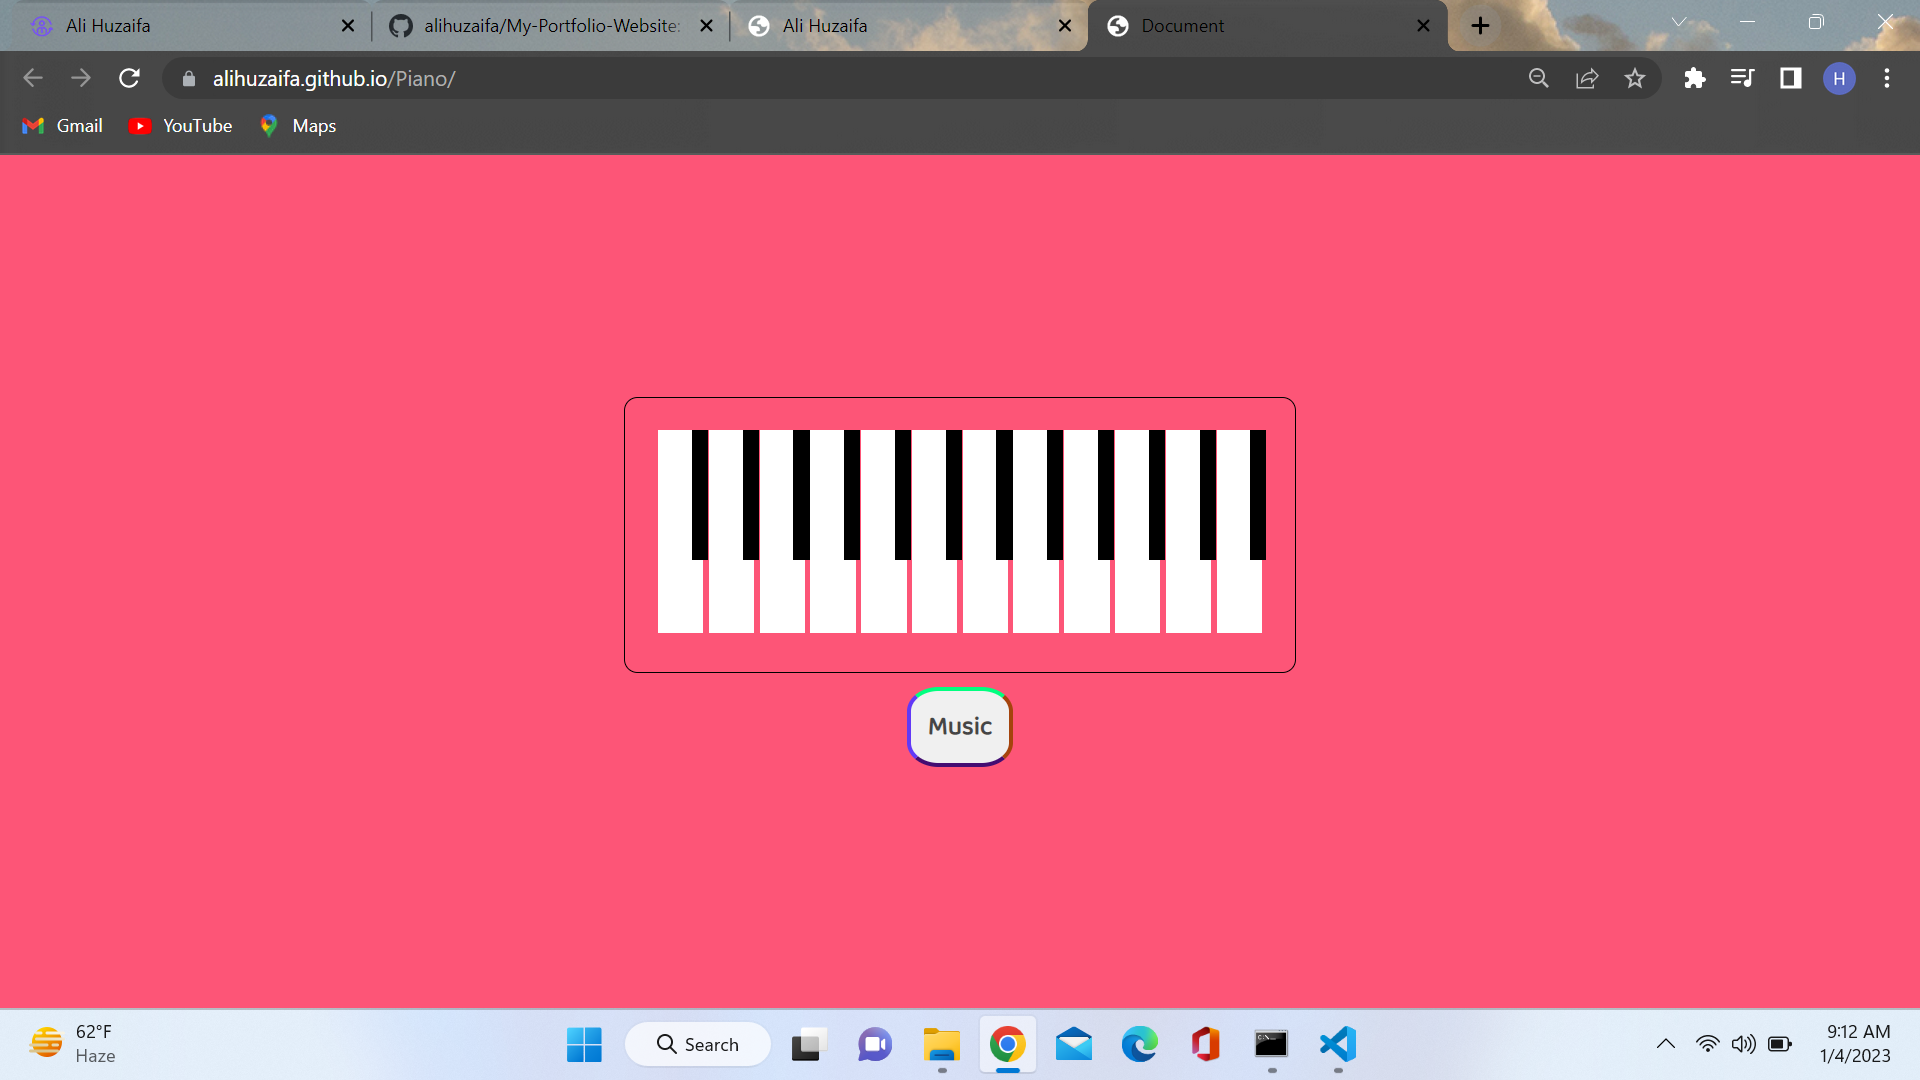 Ali Huzaifa
alihuzaifa/My-Portfolio-Website:
Ali Huzaifa
Document
alihuzaifa.github.io/Piano/
H
Gmail
YouTube
Maps
Music
62°F
Haze
Search
9:12 AM
1/4/2023